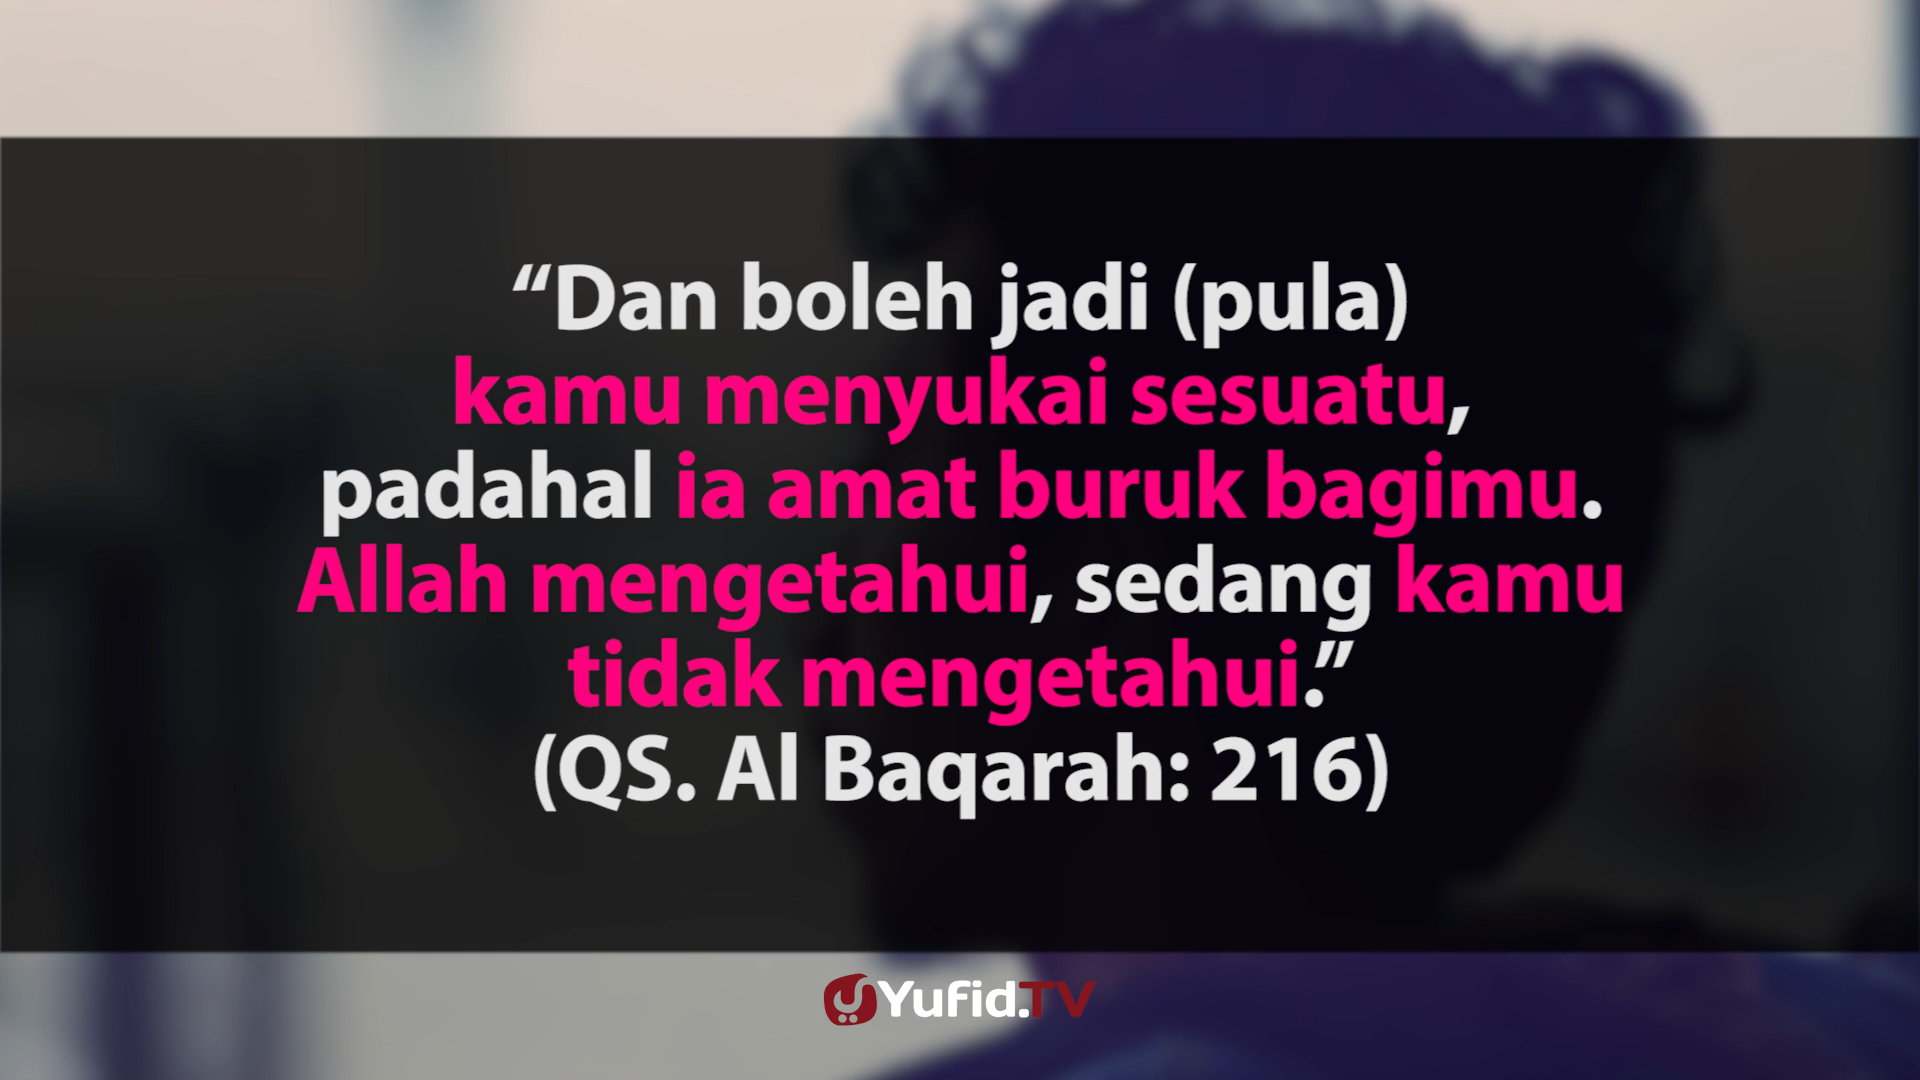 “Dan boleh jadi (pula)
kamu menyukai sesuatu,
padahal ia amat buruk bagimu.
Allah mengetahui, sedang kamu
tidak mengetahui.”
(QS. Al Baqarah: 216)
Yufid.TV